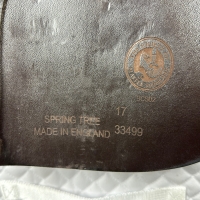 17
SPRING TREE
MADE IN ENGLAND 33499